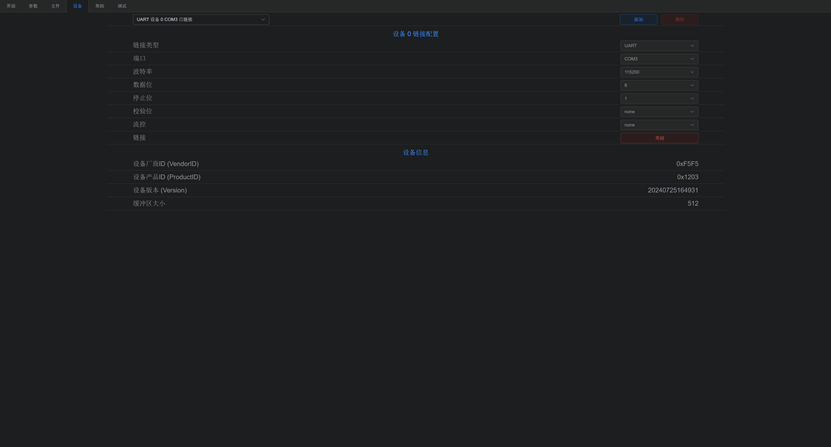 界面 参数 文件 设备 帮助 调试
UART 设备 0 COM3 已链接
新增 删除
设备 0 链接配置
链接类型 UART
端口 COM3
波特率 115200
数据位 8
停止位 1
校验位 none
流控 none
链接 断开
设备信息
设备厂商ID (VendorID) 0xF5F5
设备产品ID (ProductID) 0x1203
设备版本 (Version) 20240725164931
缓冲区大小 512